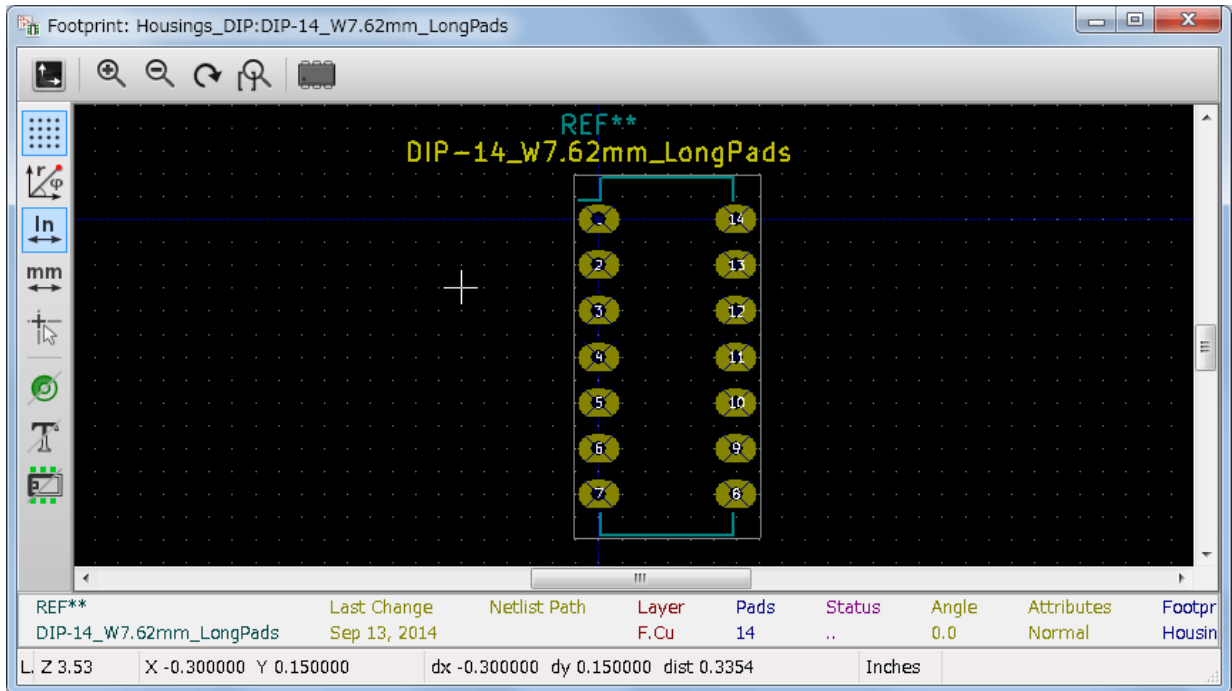 Footprint: Housings_DIP:DIP-14_W7.62mm_LongPads
r
φ
In
mm
REF**
DIP-14_W7.62mm_LongPads
14
2 13
3 12
4 11
5 10
6 9
7
REF** Last Change Netlist Path Layer Pads Status Angle Attributes Footpr
DIP-14_W7.62mm_LongPads Sep 13, 2014 F.Cu 14 .. 0.0 Normal Housin
L. Z 3.53 X -0.300000 Y 0.150000 dx -0.300000 dy 0.150000 dist 0.3354 Inches